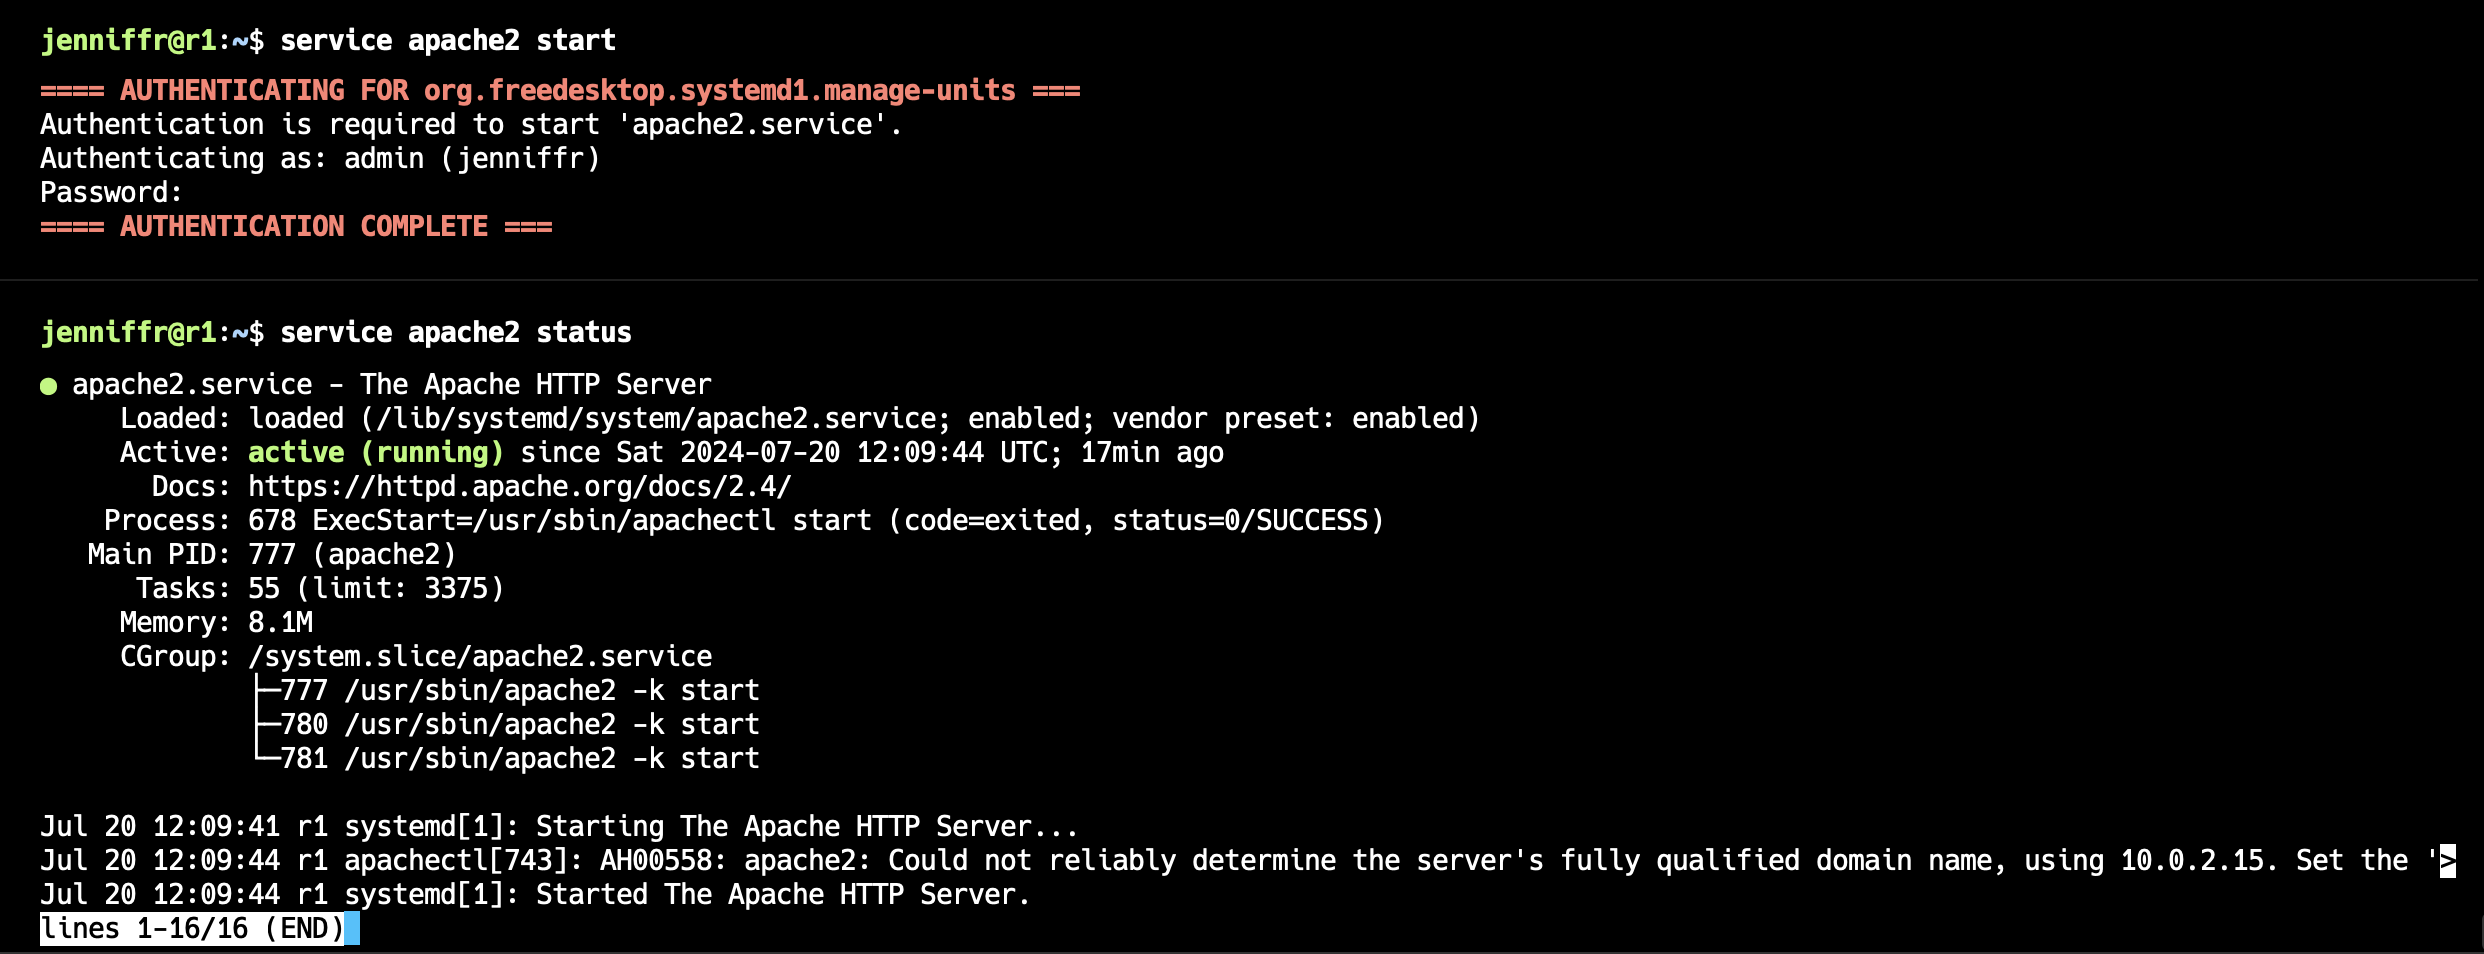 jenniffr@r1:~$ service apache2 start
==== AUTHENTICATING FOR org.freedesktop.systemd1.manage-units ===
Authentication is required to start 'apache2.service'.
Authenticating as: admin (jenniffr)
Password:
==== AUTHENTICATION COMPLETE ===
jenniffr@r1:~$ service apache2 status
● apache2.service - The Apache HTTP Server
Loaded: loaded (/lib/systemd/system/apache2.service; enabled; vendor preset: enabled)
Active: active (running) since Sat 2024-07-20 12:09:44 UTC; 17min ago
Docs: https://httpd.apache.org/docs/2.4/
Process: 678 ExecStart=/usr/sbin/apachectl start (code=exited, status=0/SUCCESS)
Main PID: 777 (apache2)
Tasks: 55 (limit: 3375)
Memory: 8.1M
CGroup: /system.slice/apache2.service
├─777 /usr/sbin/apache2 -k start
├─780 /usr/sbin/apache2 -k start
└─781 /usr/sbin/apache2 -k start
Jul 20 12:09:41 r1 systemd[1]: Starting The Apache HTTP Server...
Jul 20 12:09:44 r1 apachectl[743]: AH00558: apache2: Could not reliably determine the server's fully qualified domain name, using 10.0.2.15. Set the '>
Jul 20 12:09:44 r1 systemd[1]: Started The Apache HTTP Server.
lines 1-16/16 (END)